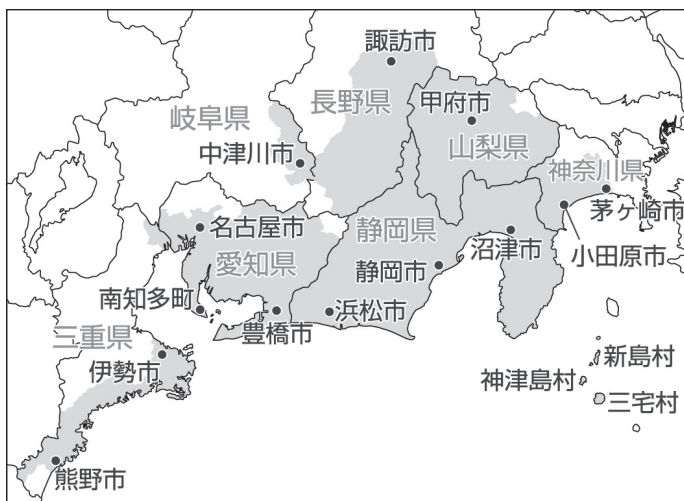 諏訪市
長野県
甲府市
岐阜県
中津川市
山梨県
神奈川県
茅ヶ崎市
名古屋市
静岡県
愛知県
沼津市
小田原市
静岡市
南知多町
浜松市
豊橋市
三重県
伊勢市
新島村
神津島村
三宅村
熊野市